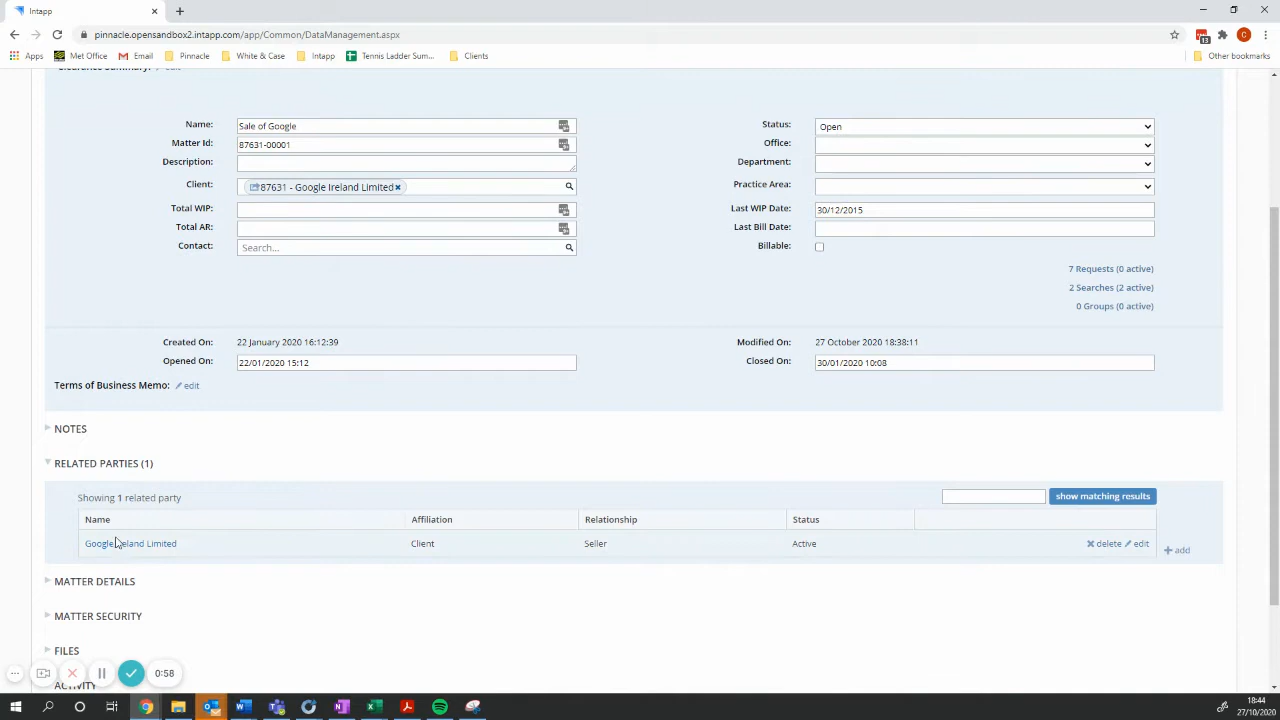 Intapp
pinnacle.opensandbox2.intapp.com/app/Common/DataManagement.aspx
13
C
Apps Met Office Email Pinnacle White & Case Intapp Tennis Ladder Sum... Clients Other bookmarks
Name: Sale of Google Status: Open
Matter Id: 87631-00001 Office:
Description: Department:
Client: 87631 - Google Ireland Limited Practice Area:
Total WIP: Last WIP Date: 30/12/2015
Total AR: Last Bill Date:
Contact: Search... Billable:
7 Requests (0 active)
2 Searches (2 active)
0 Groups (0 active)
Created On: 22 January 2020 16:12:39 Modified On: 27 October 2020 18:38:11
Opened On: 22/01/2020 15:12 Closed On: 30/01/2020 10:08
Terms of Business Memo: edit
NOTES
RELATED PARTIES (1)
Showing 1 related party show matching results
Name Affiliation Relationship Status
Google Ireland Limited Client Seller Active delete edit
add
MATTER DETAILS
MATTER SECURITY
FILES
0:58
ACTIVITY
18:44
27/10/2020